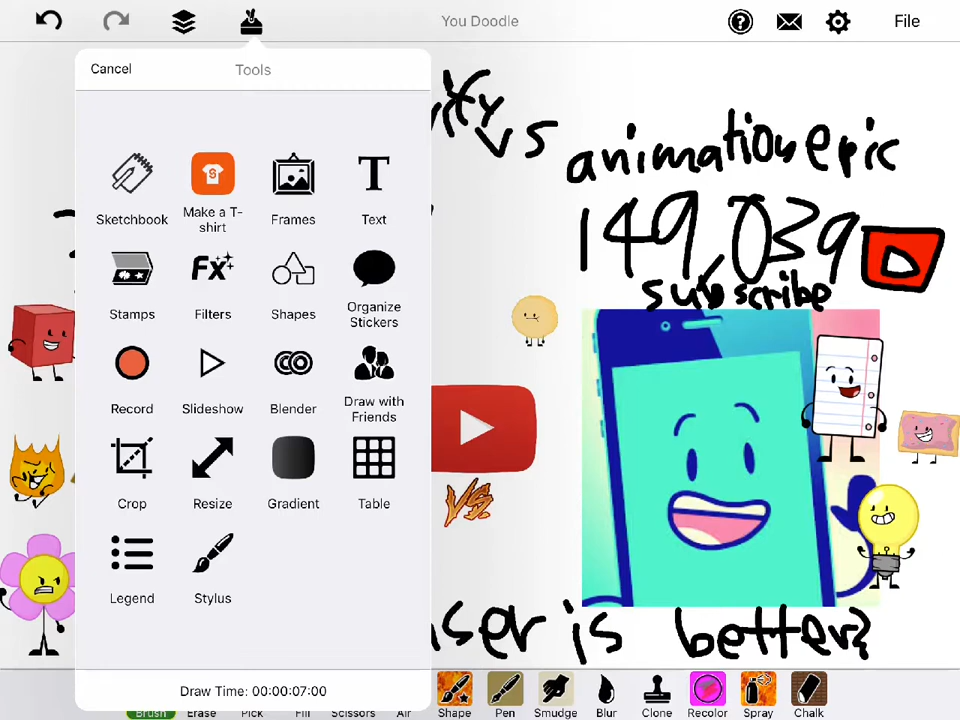 You Doodle
File
Cancel
Tools
Sketchbook
Make a T-
shirt
Frames
Text
Stamps
Filters
Shapes
Organize
Stickers
Record
Slideshow
Blender
Draw with
Friends
Crop
Resize
Gradient
Table
Legend
Stylus
Draw Time: 00:00:07:00
vs
animationepic
149,039
subscribe
VS.
user is better?
Brush
Erase
Pick
Fill
Scissors
Air
Shape
Pen
Smudge
Blur
Clone
Recolor
Spray
Chalk